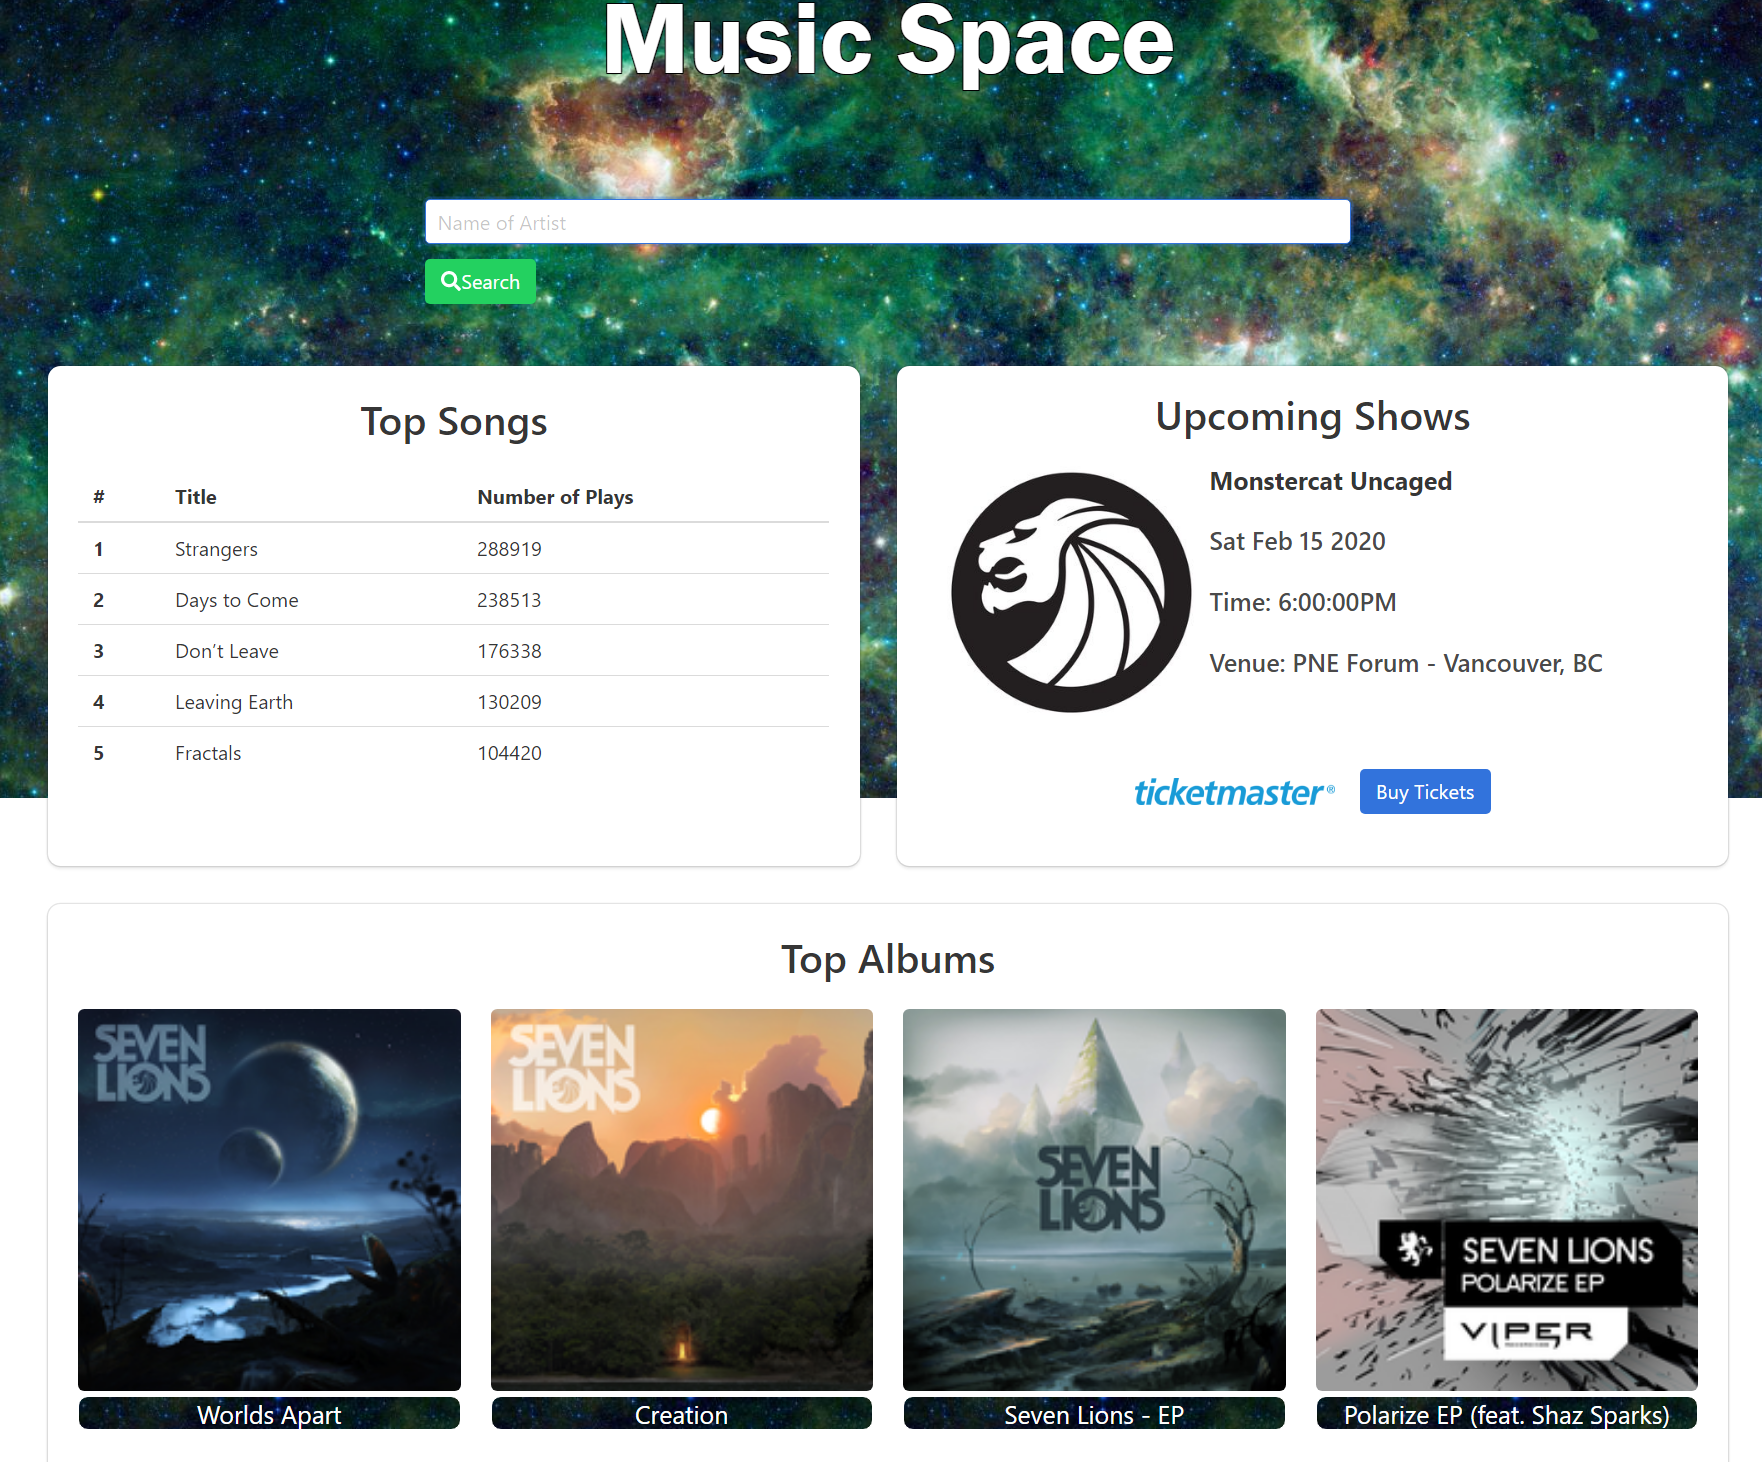 Music Space
Name of Artist
Search
Top Songs
# Title Number of Plays
1 Strangers 288919
2 Days to Come 238513
3 Don’t Leave 176338
4 Leaving Earth 130209
5 Fractals 104420
Upcoming Shows
Monstercat Uncaged
Sat Feb 15 2020
Time: 6:00:00PM
Venue: PNE Forum - Vancouver, BC
ticketmaster®
Buy Tickets
Top Albums
SEVEN
LIONS
Worlds Apart
SEVEN
LIONS
Creation
SEVEN
LIONS
Seven Lions - EP
SEVEN LIONS
POLARIZE EP
VIPER
Polarize EP (feat. Shaz Sparks)